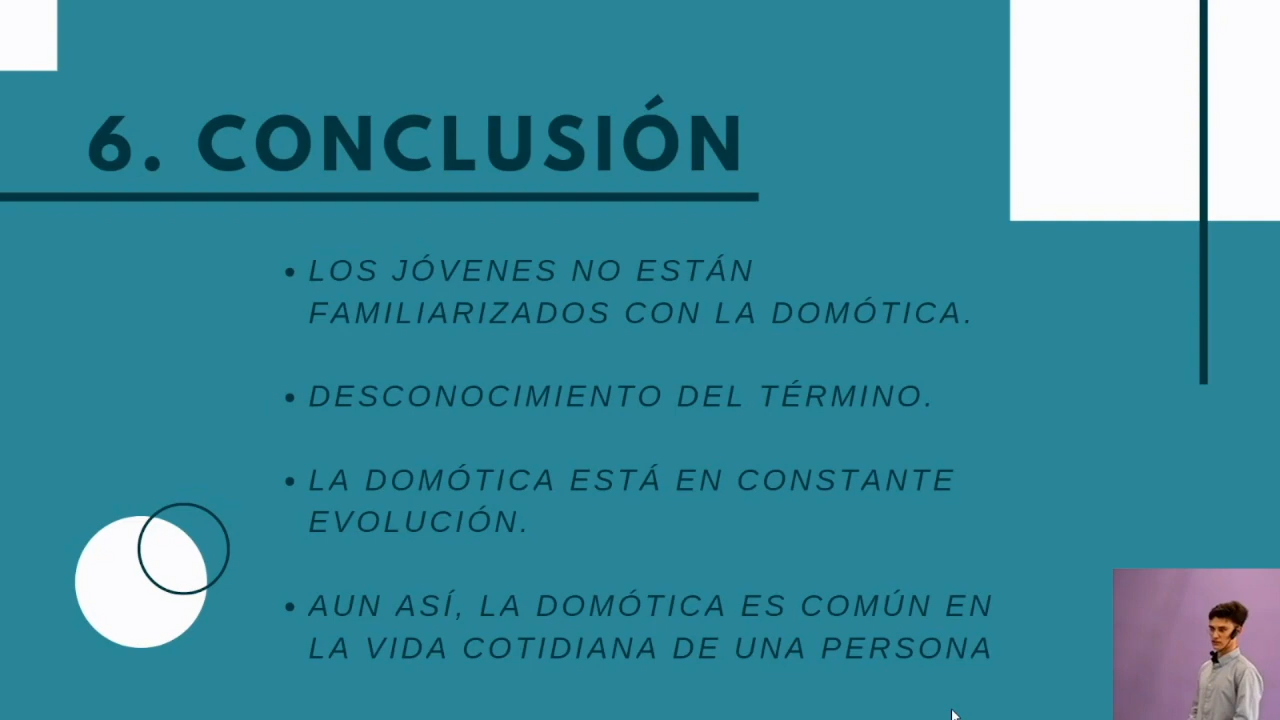 6. CONCLUSIÓN
• LOS JÓVENES NO ESTÁN
FAMILIARIZADOS CON LA DOMÓTICA.
• DESCONOCIMIENTO DEL TÉRMINO.
• LA DOMÓTICA ESTÁ EN CONSTANTE
EVOLUCIÓN.
• AUN ASÍ, LA DOMÓTICA ES COMÚN EN
LA VIDA COTIDIANA DE UNA PERSONA